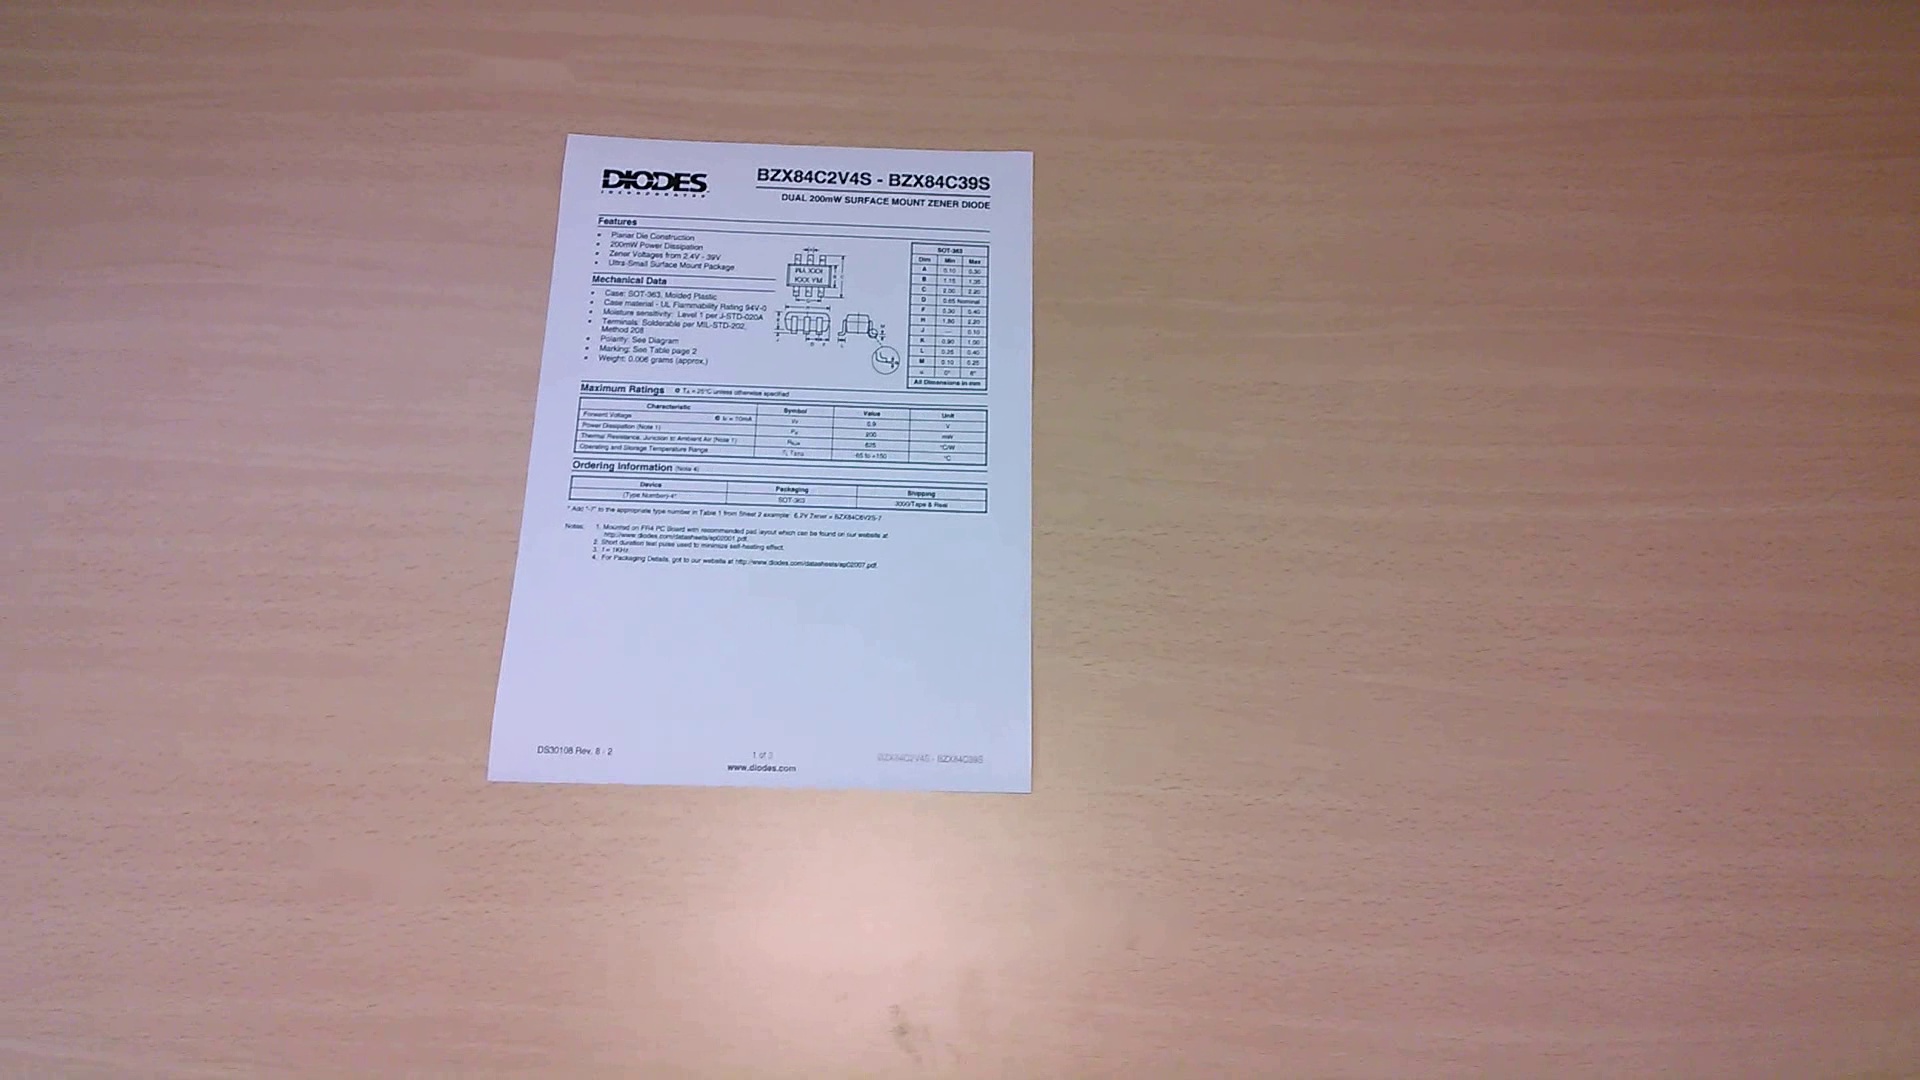 DIODES
INCORPORATED
BZX84C2V4S - BZX84C39S
DUAL 200mW SURFACE MOUNT ZENER DIODE
Features
• Planar Die Construction
• 200mW Power Dissipation
• Zener Voltages from 2.4V - 39V
• Ultra-Small Surface Mount Package
Mechanical Data
• Case: SOT-363, Molded Plastic
• Case material - UL Flammability Rating 94V-0
• Moisture sensitivity: Level 1 per J-STD-020A
• Terminals: Solderable per MIL-STD-202,
Method 208
• Polarity: See Diagram
• Marking: See Table page 2
• Weight: 0.006 grams (approx.)
KXX YM
SOT-363
Dim Min Max
A 0.10 0.30
B 1.15 1.35
C 2.00 2.20
D 0.65 Nominal
F 0.30 0.40
H 1.80 2.20
J — 0.10
K 0.90 1.00
L 0.25 0.40
M 0.10 0.25
α 0° 8°
All Dimensions in mm
Maximum Ratings @ TA = 25°C unless otherwise specified
Characteristic Symbol Value Unit
Forward Voltage @ IF = 10mA VF 0.9 V
Power Dissipation (Note 1) Pd 200 mW
Thermal Resistance, Junction to Ambient Air (Note 1) RθJA 625 °C/W
Operating and Storage Temperature Range Tj, TSTG -65 to +150 °C
Ordering Information (Note 4)
Device Packaging Shipping
(Type Number)-7* SOT-363 3000/Tape & Reel
* Add "-7" to the appropriate type number in Table 1 from Sheet 2 example: 6.2V Zener = BZX84C6V2S-7
Notes: 1. Mounted on FR4 PC Board with recommended pad layout which can be found on our website at
http://www.diodes.com/datasheets/ap02001.pdf.
2. Short duration test pulse used to minimize self-heating effect.
3. f = 1KHz
4. For Packaging Details, got to our website at http://www.diodes.com/datasheets/ap02007.pdf.
DS30108 Rev. 8 - 2
1 of 3
www.diodes.com
BZX84C2V4S - BZX84C39S